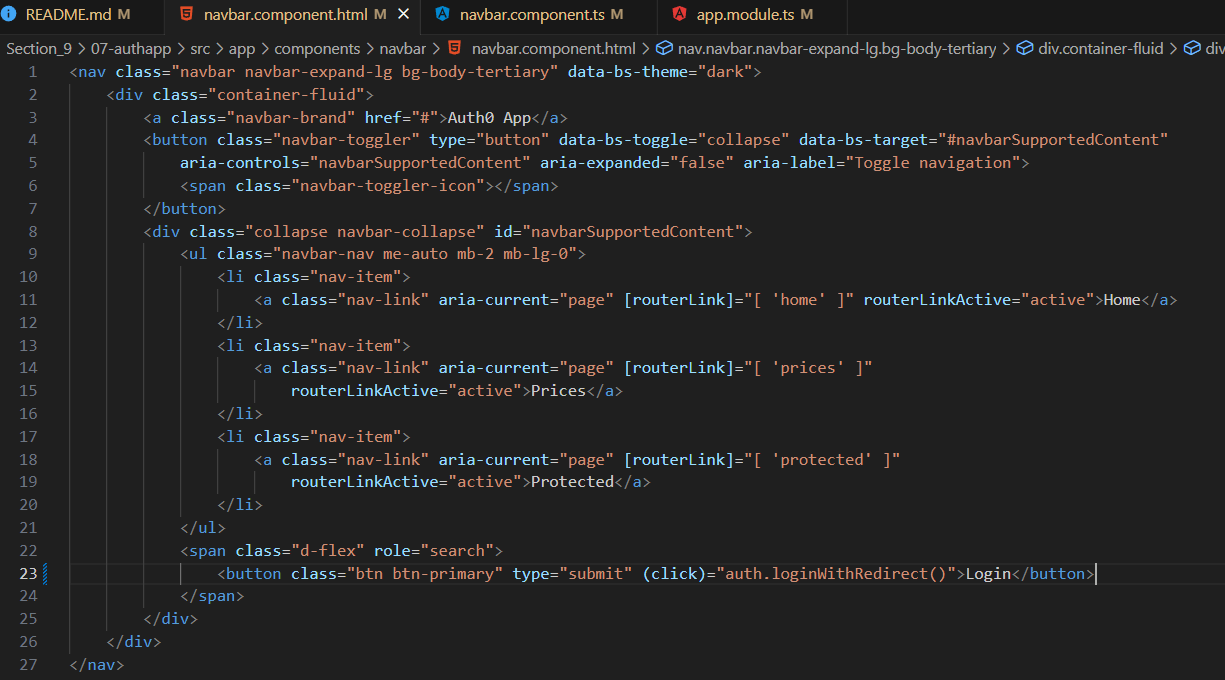 README.md M navbar.component.html M navbar.component.ts M app.module.ts M
Section_9 > 07-authapp > src > app > components > navbar > navbar.component.html > nav.navbar.navbar-expand-lg.bg-body-tertiary > div.container-fluid > div
1 <nav class="navbar navbar-expand-lg bg-body-tertiary" data-bs-theme="dark">
2 <div class="container-fluid">
3 <a class="navbar-brand" href="#">Auth0 App</a>
4 <button class="navbar-toggler" type="button" data-bs-toggle="collapse" data-bs-target="#navbarSupportedContent"
5 aria-controls="navbarSupportedContent" aria-expanded="false" aria-label="Toggle navigation">
6 <span class="navbar-toggler-icon"></span>
7 </button>
8 <div class="collapse navbar-collapse" id="navbarSupportedContent">
9 <ul class="navbar-nav me-auto mb-2 mb-lg-0">
10 <li class="nav-item">
11 <a class="nav-link" aria-current="page" [routerLink]="[ 'home' ]" routerLinkActive="active">Home</a>
12 </li>
13 <li class="nav-item">
14 <a class="nav-link" aria-current="page" [routerLink]="[ 'prices' ]"
15 routerLinkActive="active">Prices</a>
16 </li>
17 <li class="nav-item">
18 <a class="nav-link" aria-current="page" [routerLink]="[ 'protected' ]"
19 routerLinkActive="active">Protected</a>
20 </li>
21 </ul>
22 <span class="d-flex" role="search">
23 <button class="btn btn-primary" type="submit" (click)="auth.loginWithRedirect()">Login</button>
24 </span>
25 </div>
26 </div>
27 </nav>